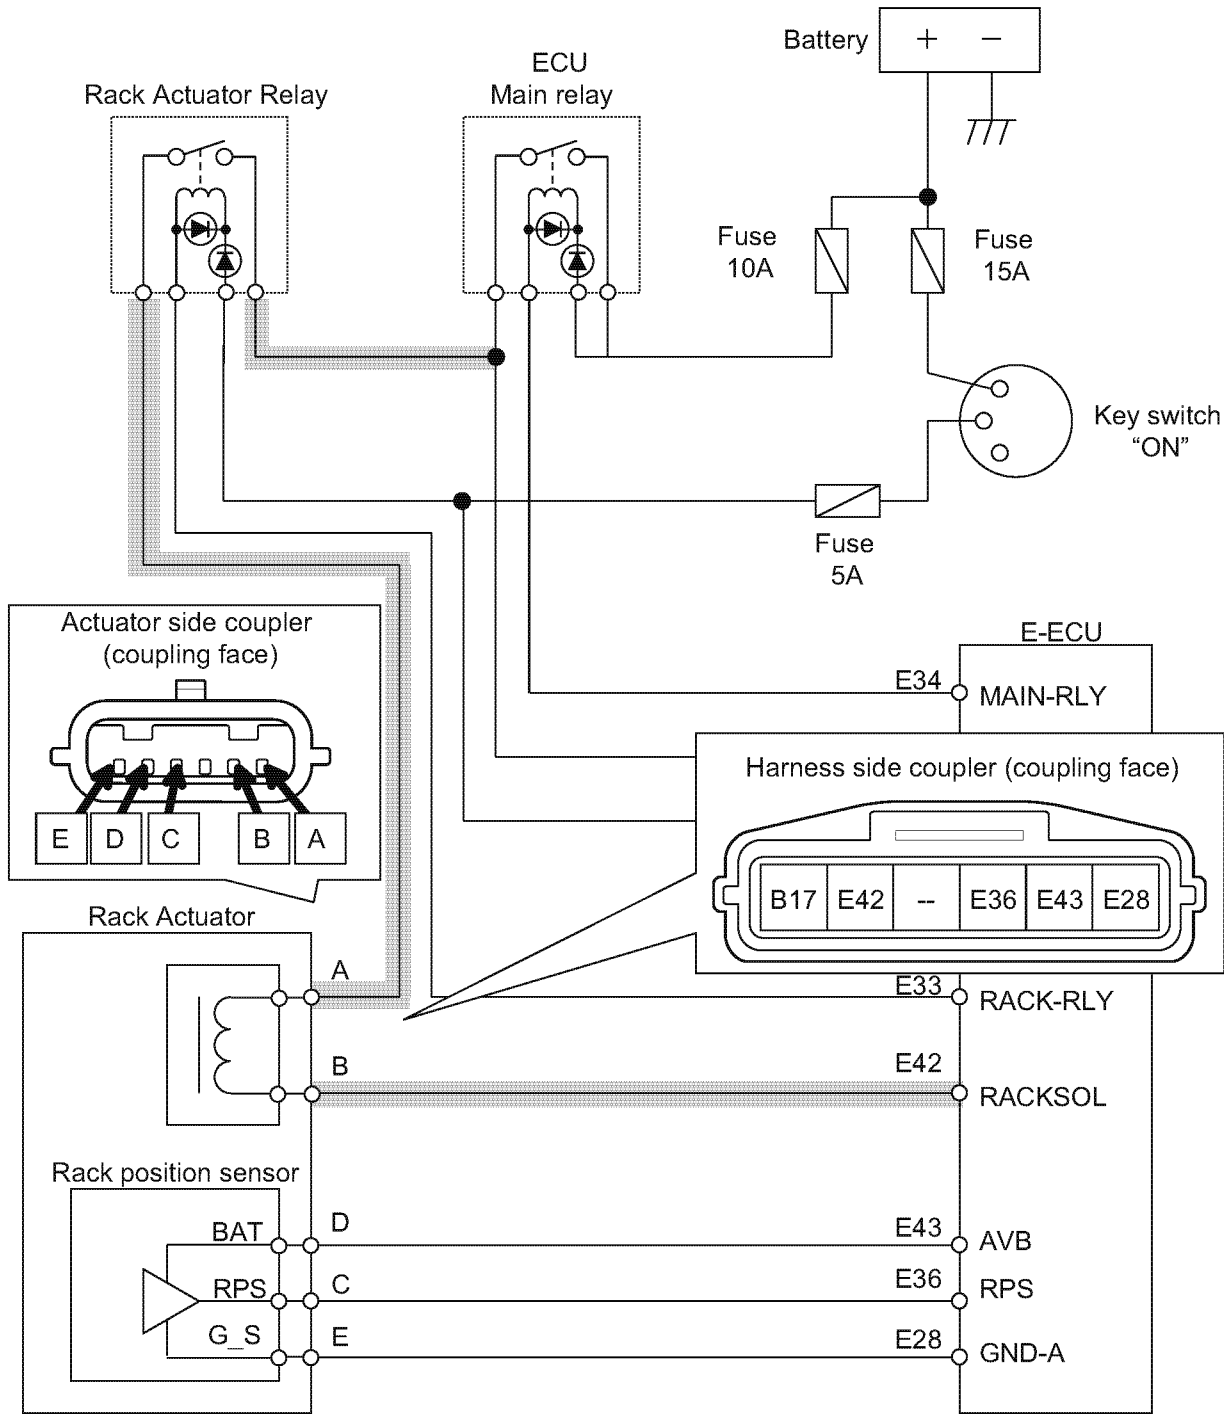 Battery
+ −
ECU
Main relay
Rack Actuator Relay
Fuse
10A
Fuse
15A
Key switch
“ON”
Fuse
5A
Actuator side coupler
(coupling face)
E D C B A
E-ECU
E34 MAIN-RLY
Harness side coupler (coupling face)
B17 E42 -- E36 E43 E28
Rack Actuator
A
E33 RACK-RLY
B
E42 RACKSOL
Rack position sensor
BAT D E43 AVB
RPS C E36 RPS
G_S E E28 GND-A